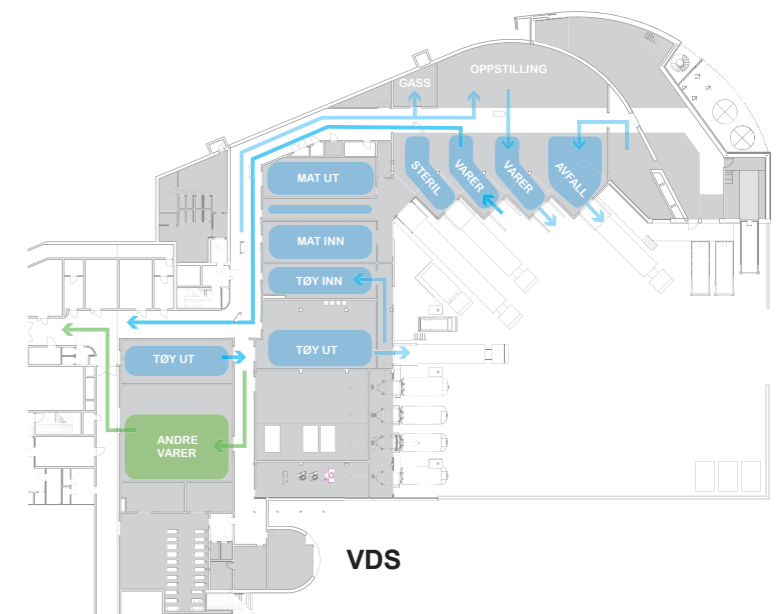 GASS
OPPSTILLING
STERIL
VARER
VARER
AVFALL
MAT UT
MAT INN
TØY INN
TØY UT
TØY UT
ANDRE
VARER
VDS